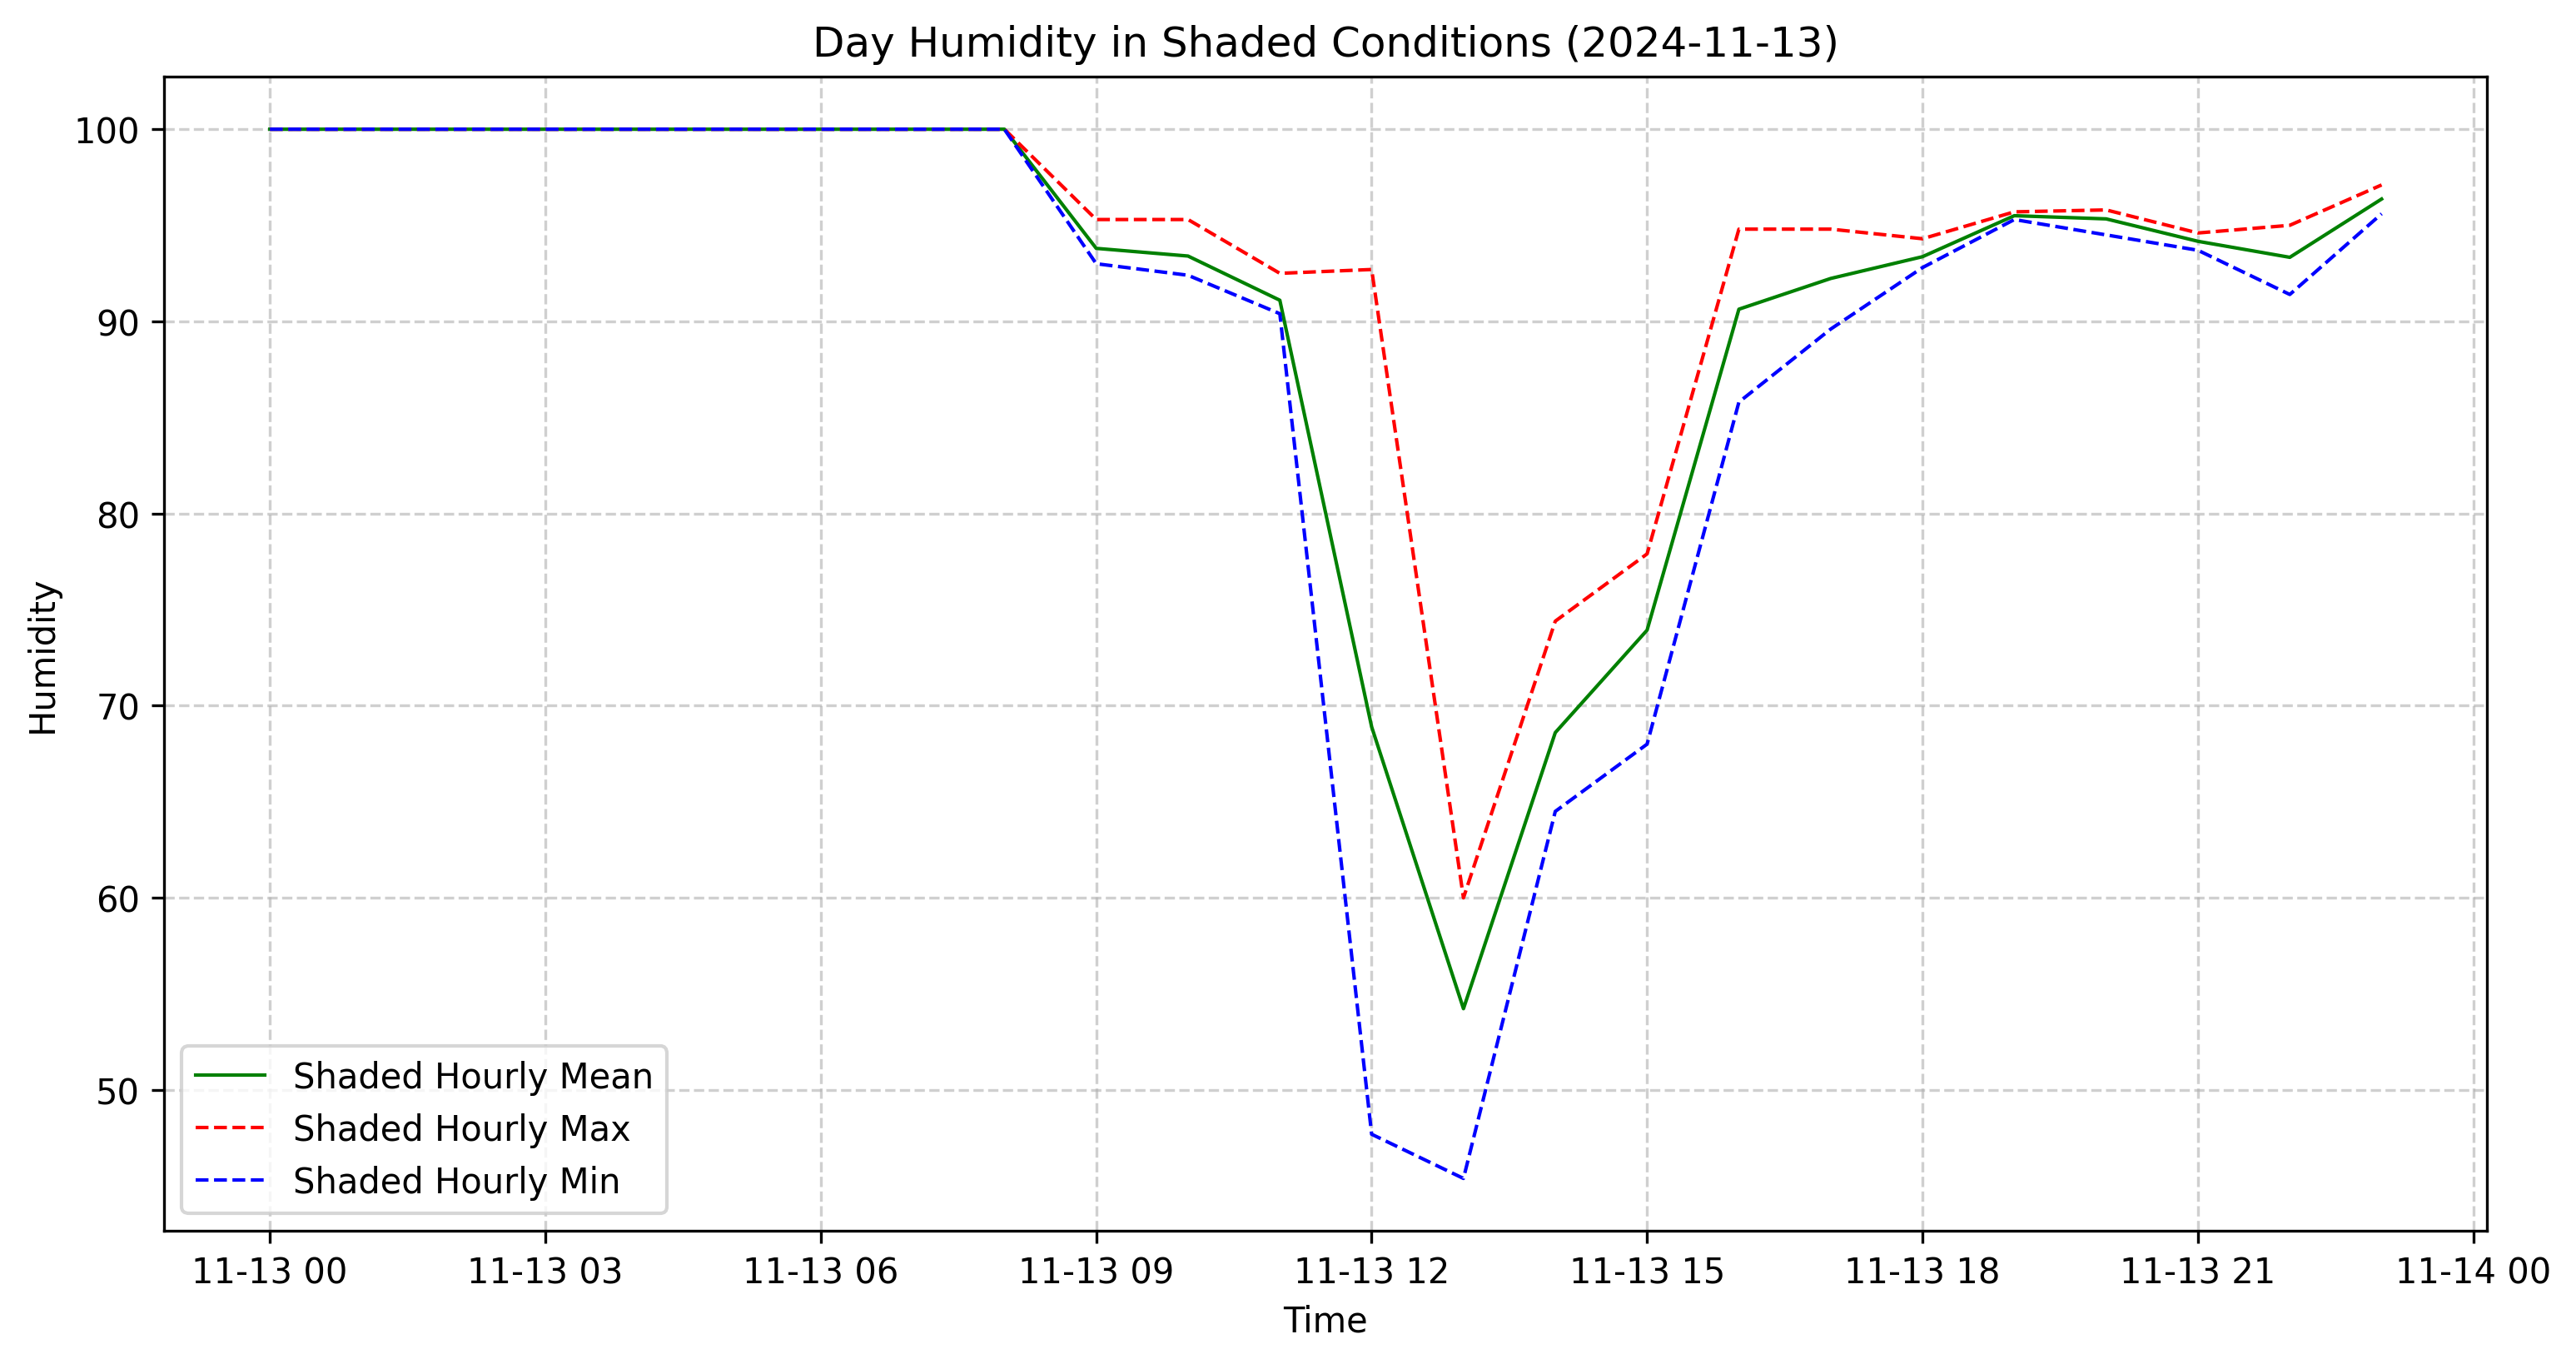 Day Humidity in Shaded Conditions (2024-11-13)
100
90
80
70
60
50
Humidity
Shaded Hourly Mean
Shaded Hourly Max
Shaded Hourly Min
11-13 00 11-13 03 11-13 06 11-13 09 11-13 12 11-13 15 11-13 18 11-13 21 11-14 00
Time